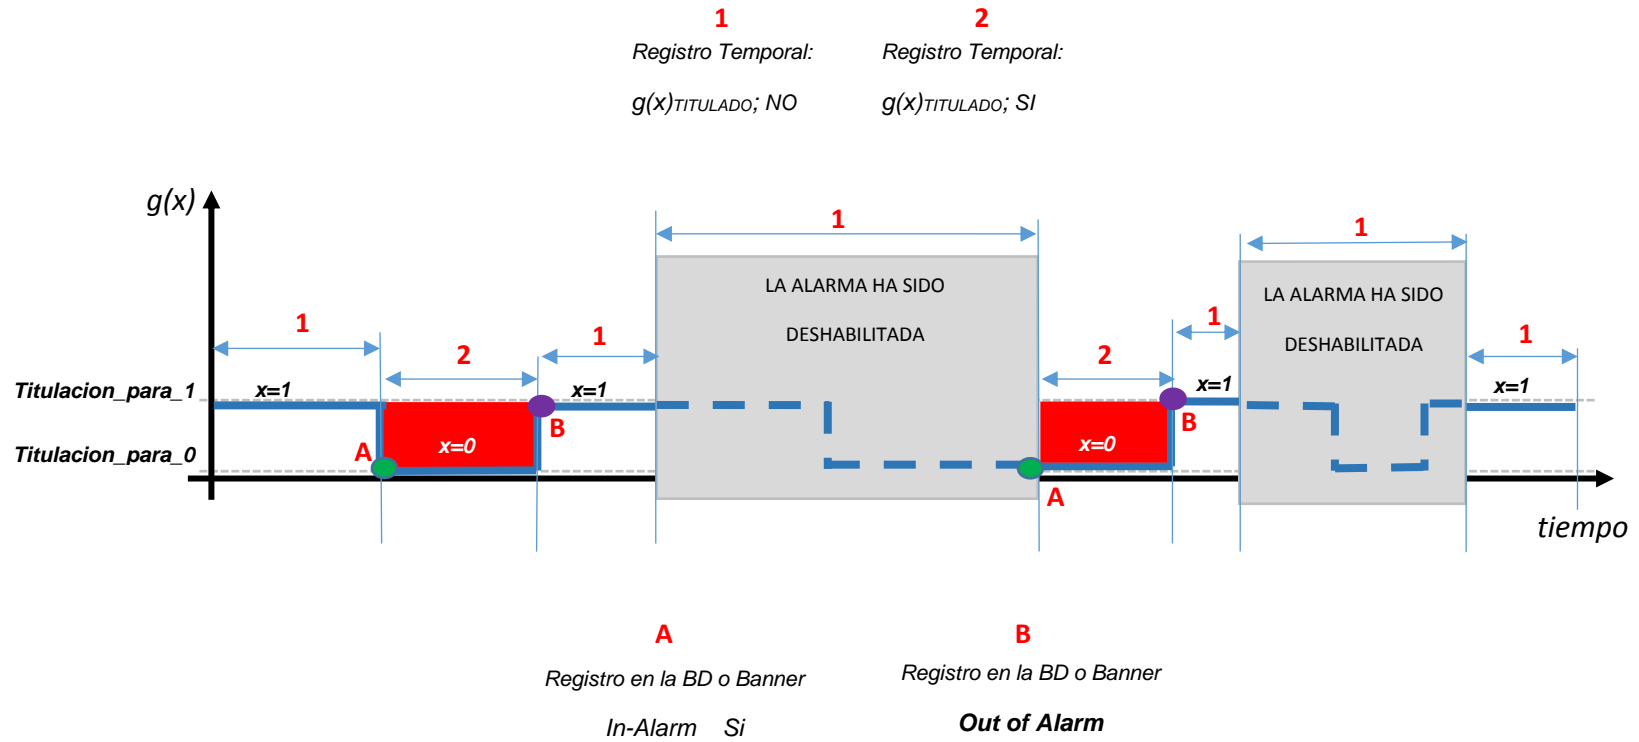 1
2
Registro Temporal:
Registro Temporal:
g(x)TITULADO; NO
g(x)TITULADO; SI
g(x)
1
1
1
2
1
2
1
1
LA ALARMA HA SIDO
DESHABILITADA
LA ALARMA HA SIDO
DESHABILITADA
Titulacion_para_1
x=1
x=1
x=1
x=1
Titulacion_para_0
A
x=0
B
x=0
B
A
tiempo
A
B
Registro en la BD o Banner
Registro en la BD o Banner
In-Alarm Si
Out of Alarm